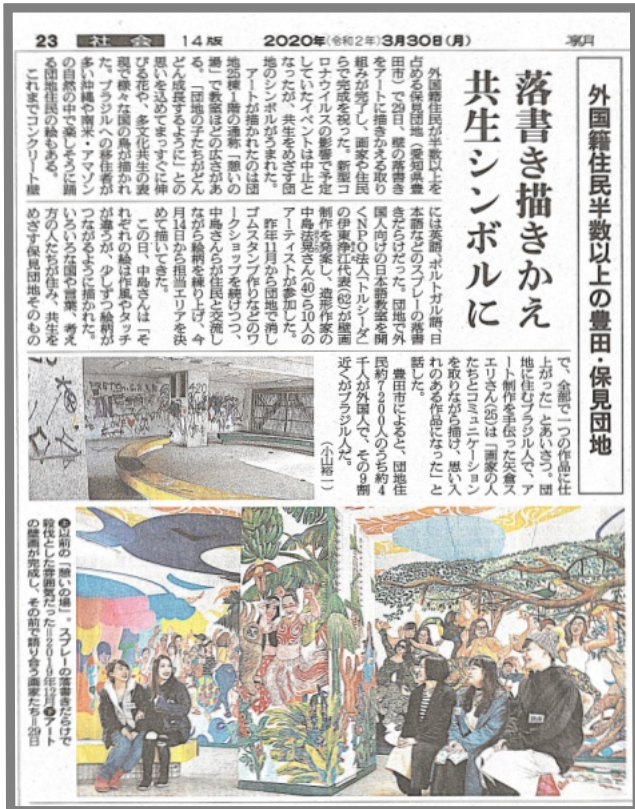 23 社会 14版 2020年(令和2年)3月30日(月)
外国籍住民半数以上の豊田・保見団地
落書き描きかえ
共生シンボルに
外国籍住民が半数以上を
占める保見団地(愛知県豊
田市)で29日、壁の落書き
をアートに描きかえる取り
組みが完了し、画家や住民
らで完成を祝った。新型コ
ロナウイルスの影響で予定
していたイベントは中止と
なったが、共生をめざす団
地のシンボルがうまれた。
アートが描かれたのは団
地25棟1階の通称「憩いの
場」で教室ほどの広さがあ
る。「団地の子たちがどん
どん成長するように」との
思いを込めてまっすぐに伸
びる花や、多文化共生の表
現で様々な国の鳥が描かれ
た。ブラジルへの移住者が
多い沖縄や南米・アマゾン
の自然の中で楽しそうに踊
る団地住民の絵もある。
これまでコンクリート壁
には英語、ポルトガル語、日
本語などのスプレーの落書
きだらけだった。団地で外
国人向けの日本語教室を開
くNPO法人「トルシーダ」
の伊東浄江代表(62)が壁画
制作を発案し、造形作家の
中島法晃さん(40)ら10人の
アーティストが参加した。
昨年11月から団地で消し
ゴムスタンプ作りなどのワ
ークショップを続けつつ、
中島さんらが住民と交流し
ながら絵柄を練り上げ、今
月14日から担当エリアを決
めて描いてきた。
この日、中島さんは「そ
れぞれの絵は作風やタッチ
が違うが、少しずつ絵柄が
つながるように描かれた。
いろいろな国や言葉、考え
方の人たちが住み、共生を
めざす保見団地そのもの
で、全部で一つの作品に仕
上がった」とあいさつ。団
地に住むブラジル人で、ア
ート制作を手伝った矢倉ス
エリさんは「画家の人
たちとコミュニケーション
を取りながら描け、思い入
れのある作品になった」と
話した。
豊田市によると、団地住
民約7200人のうち約4
千人が外国人で、その9割
近くがブラジル人だ。
(小山裕一)
420
㊤以前の「憩いの場」。スプレーの落書きだらけで
殺伐とした雰囲気だった=2019年12月㊦アート
の壁画が完成し、その前で語り合う画家たち=29日